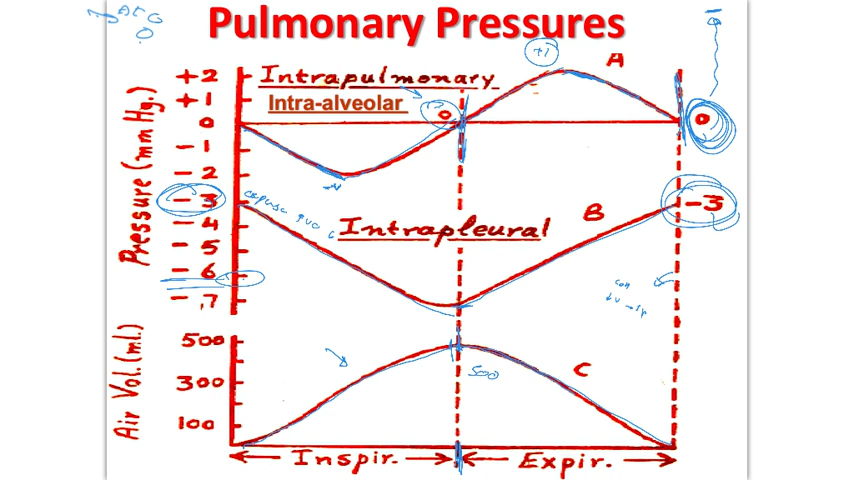 Pulmonary Pressures
A
+1
+2
Intrapulmonary
+1
Intra-alveolar
0
0
0
-1
-2
-3
-3
B
-4
Intrapleural
-5
-6
-7
Pressure (mm Hg.)
500
C
500
300
100
Air Vol. (ml.)
Inspir.
Expir.